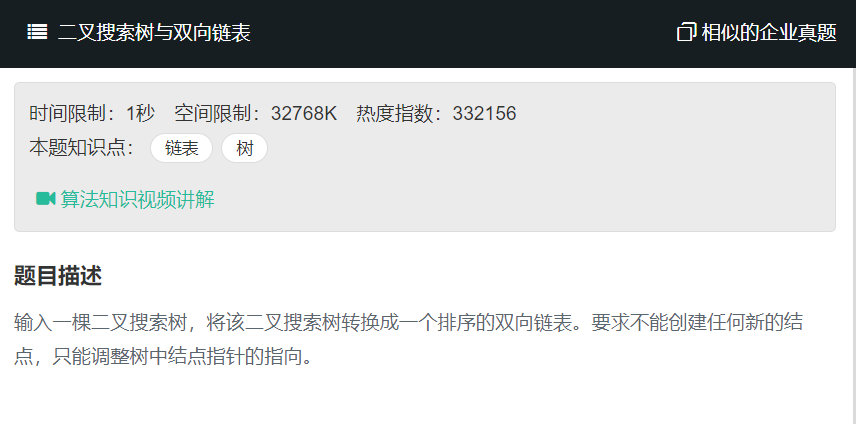 二叉搜索树与双向链表 相似的企业真题
时间限制：1秒 空间限制：32768K 热度指数：332156
本题知识点： 链表 树
算法知识视频讲解
题目描述
输入一棵二叉搜索树，将该二叉搜索树转换成一个排序的双向链表。要求不能创建任何新的结
点，只能调整树中结点指针的指向。